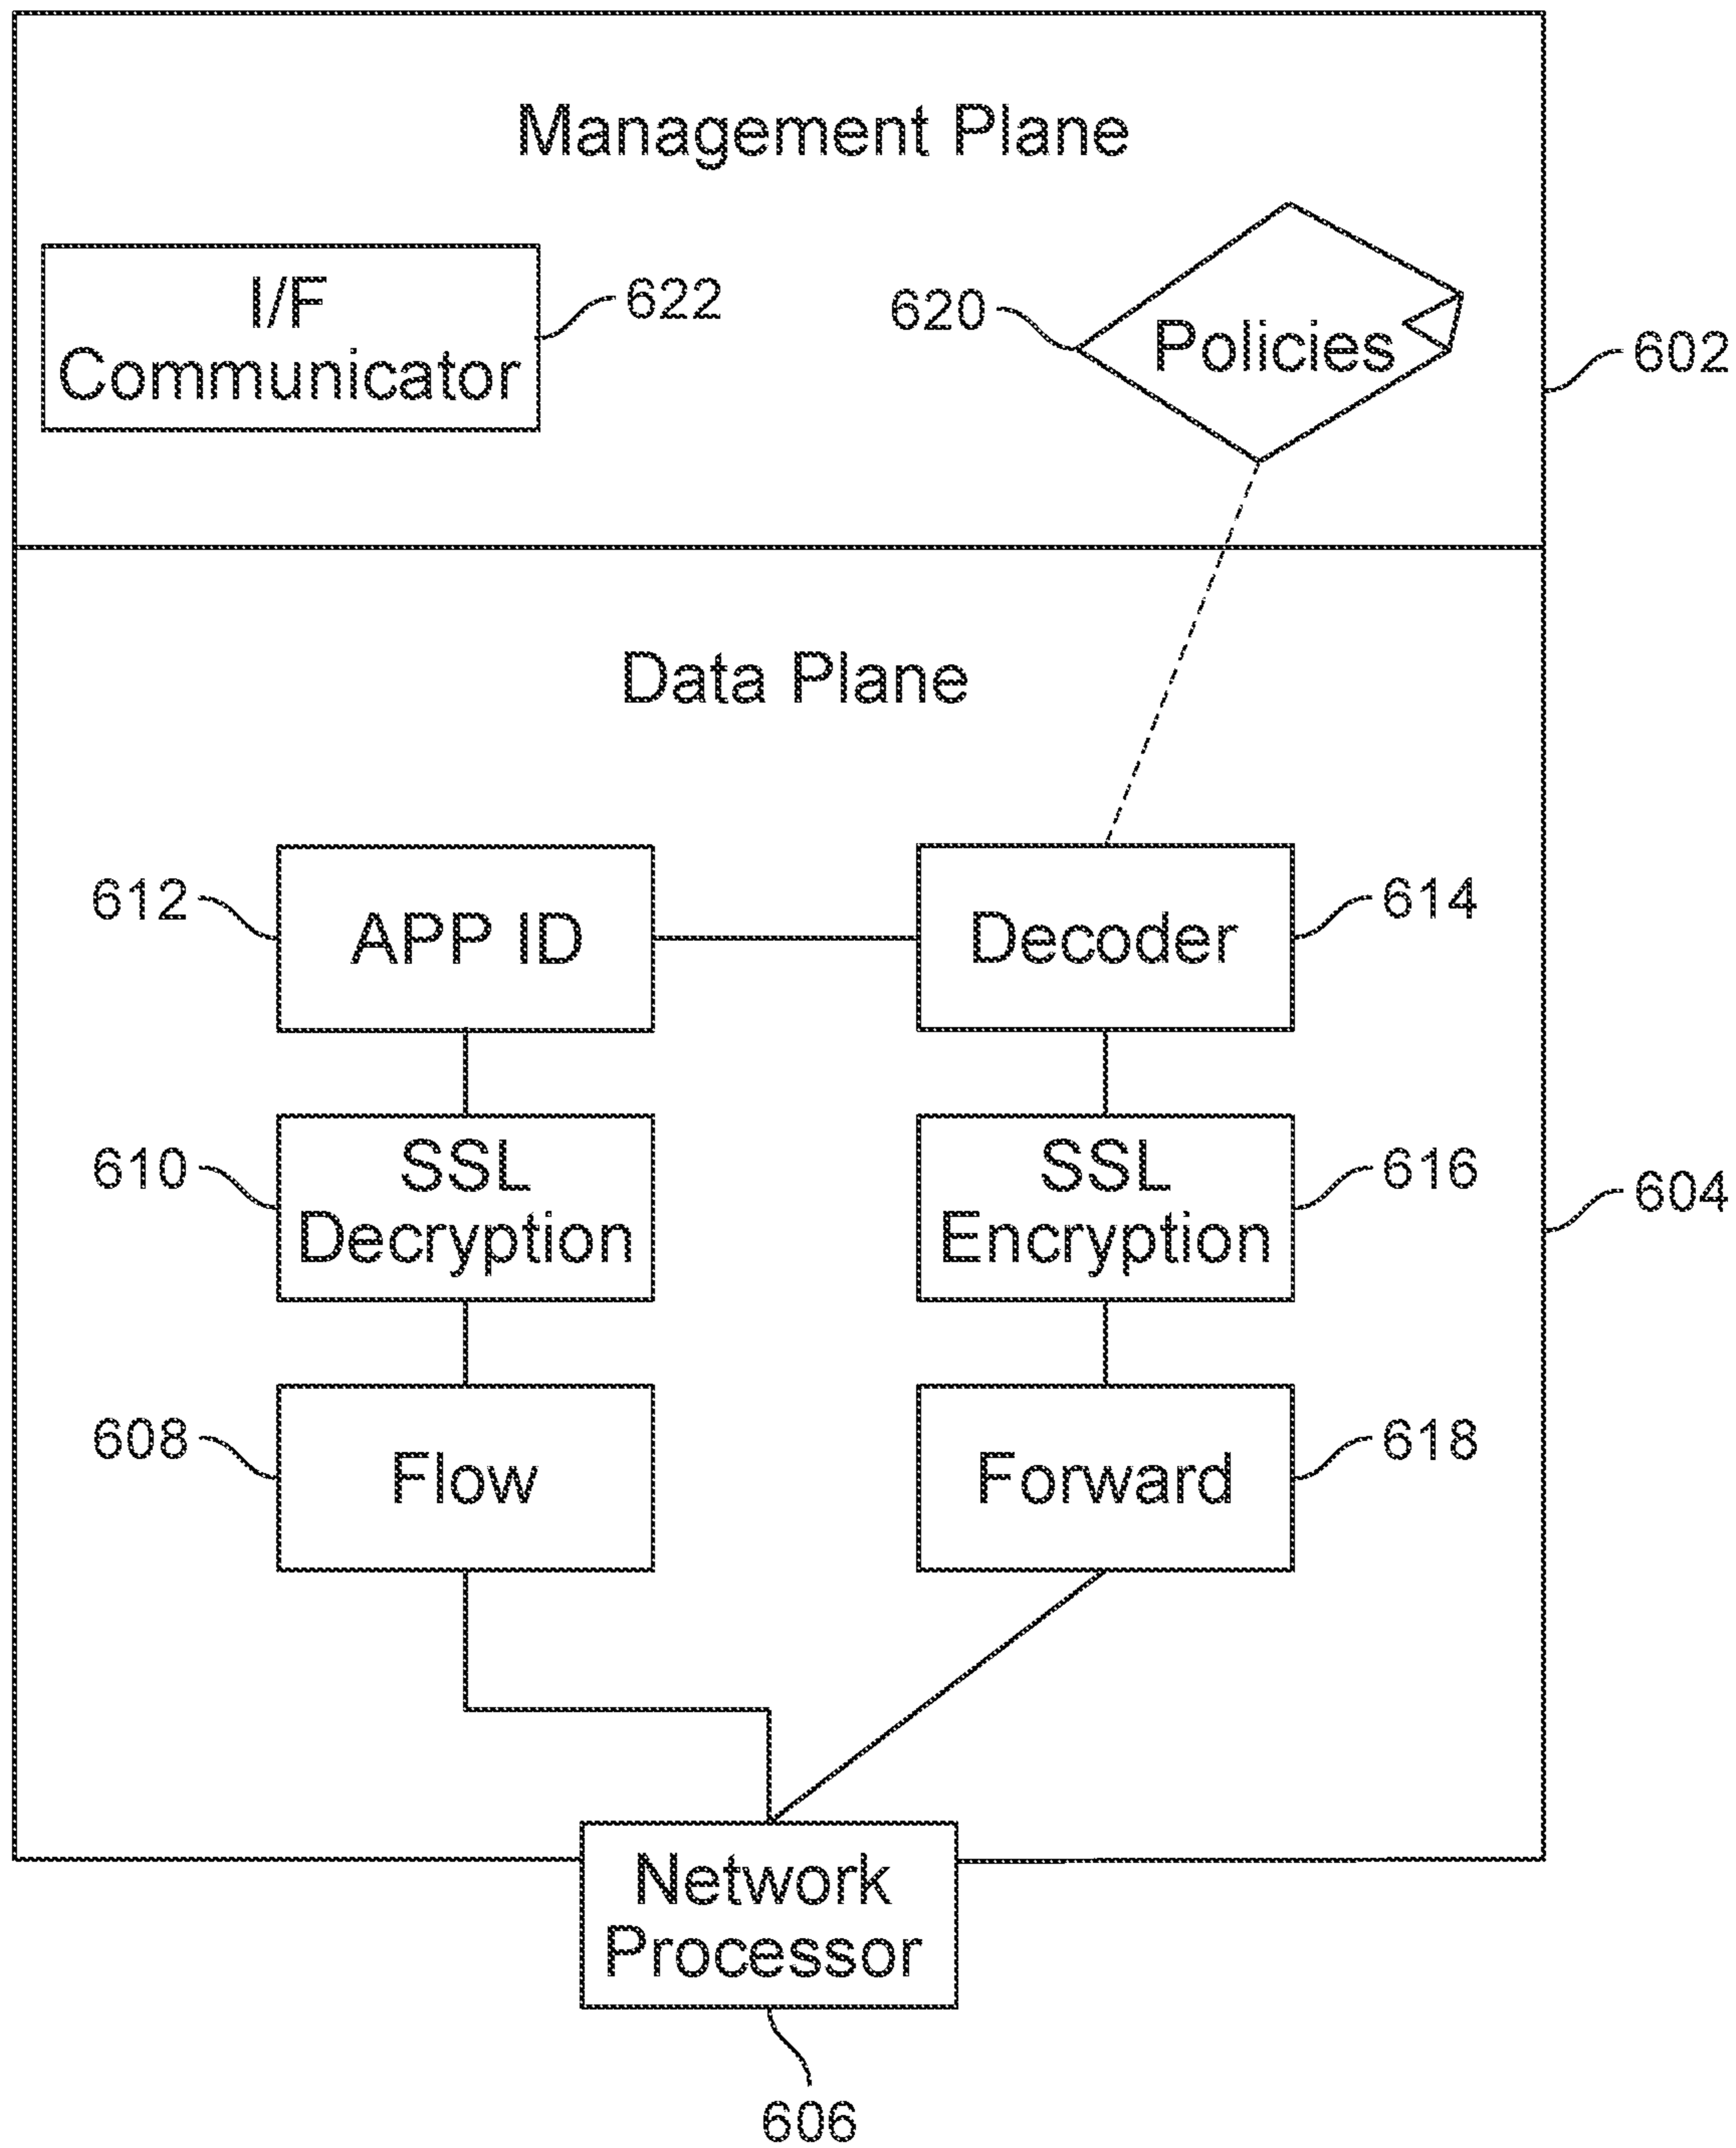 Management Plane
I/F
Communicator
622
620
Policies
602
Data Plane
612
APP ID
Decoder
614
610
SSL
Decryption
SSL
Encryption
616
604
608
Flow
Forward
618
Network
Processor
606